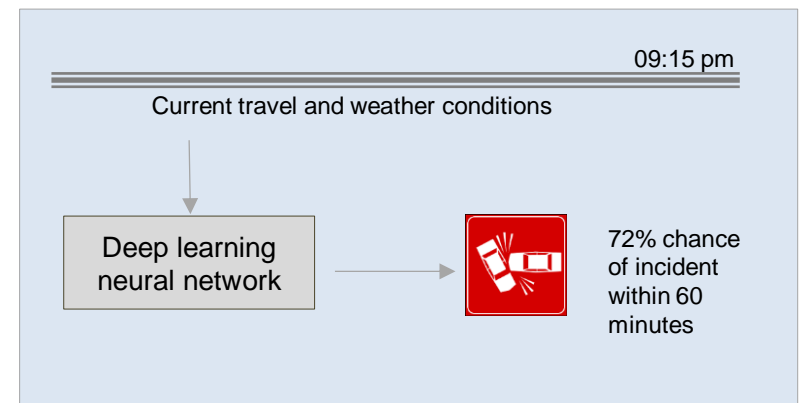 09:15 pm
Current travel and weather conditions
Deep learning
neural network
72% chance
of incident
within 60
minutes